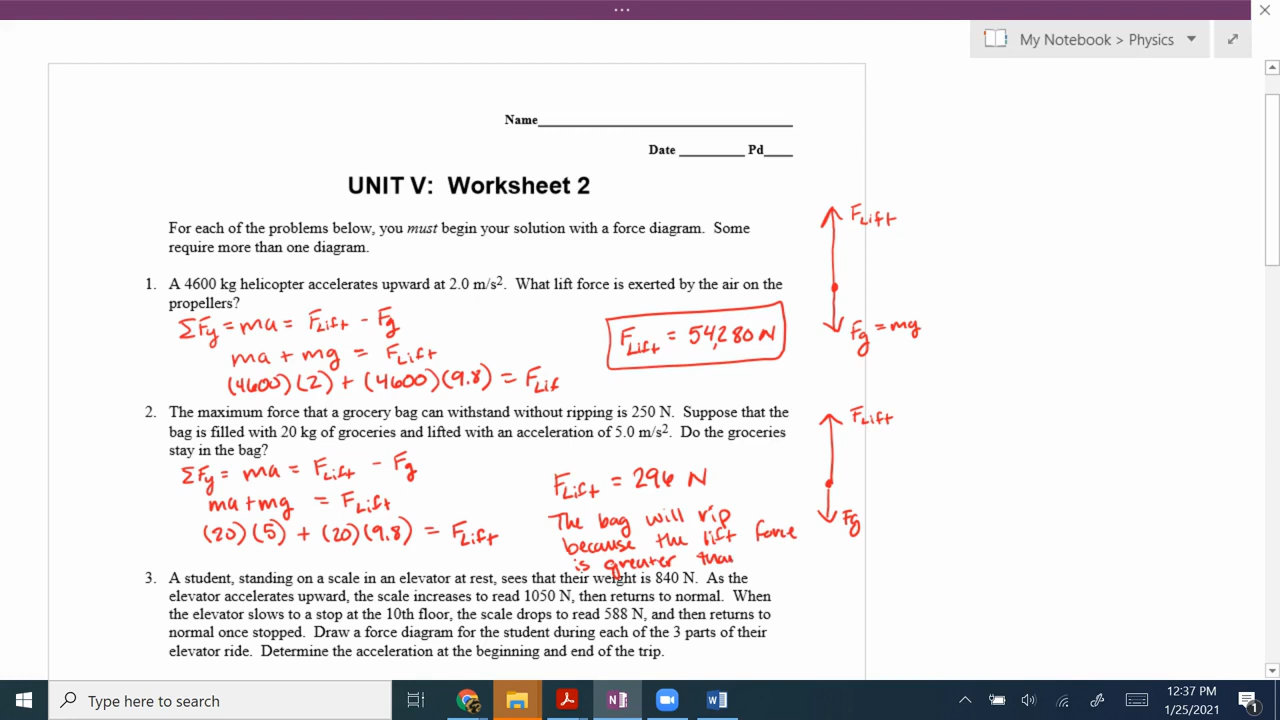 My Notebook > Physics
Name
Date Pd
UNIT V: Worksheet 2
For each of the problems below, you must begin your solution with a force diagram. Some
require more than one diagram.
FLift
Fg = mg
1. A 4600 kg helicopter accelerates upward at 2.0 m/s². What lift force is exerted by the air on the
propellers?
ΣFy = ma = FLift - Fg
ma + mg = FLift
(4600)(2) + (4600)(9.8) = FLif
FLift = 54,280 N
2. The maximum force that a grocery bag can withstand without ripping is 250 N. Suppose that the
bag is filled with 20 kg of groceries and lifted with an acceleration of 5.0 m/s². Do the groceries
stay in the bag?
FLift
Fg
ΣFy = ma = FLift - Fg
ma + mg = FLift
(20)(5) + (20)(9.8) = FLift
FLift = 296 N
The bag will rip
because the lift force
is greater than
3. A student, standing on a scale in an elevator at rest, sees that their weight is 840 N. As the
elevator accelerates upward, the scale increases to read 1050 N, then returns to normal. When
the elevator slows to a stop at the 10th floor, the scale drops to read 588 N, and then returns to
normal once stopped. Draw a force diagram for the student during each of the 3 parts of their
elevator ride. Determine the acceleration at the beginning and end of the trip.
Type here to search
12:37 PM
1/25/2021
1